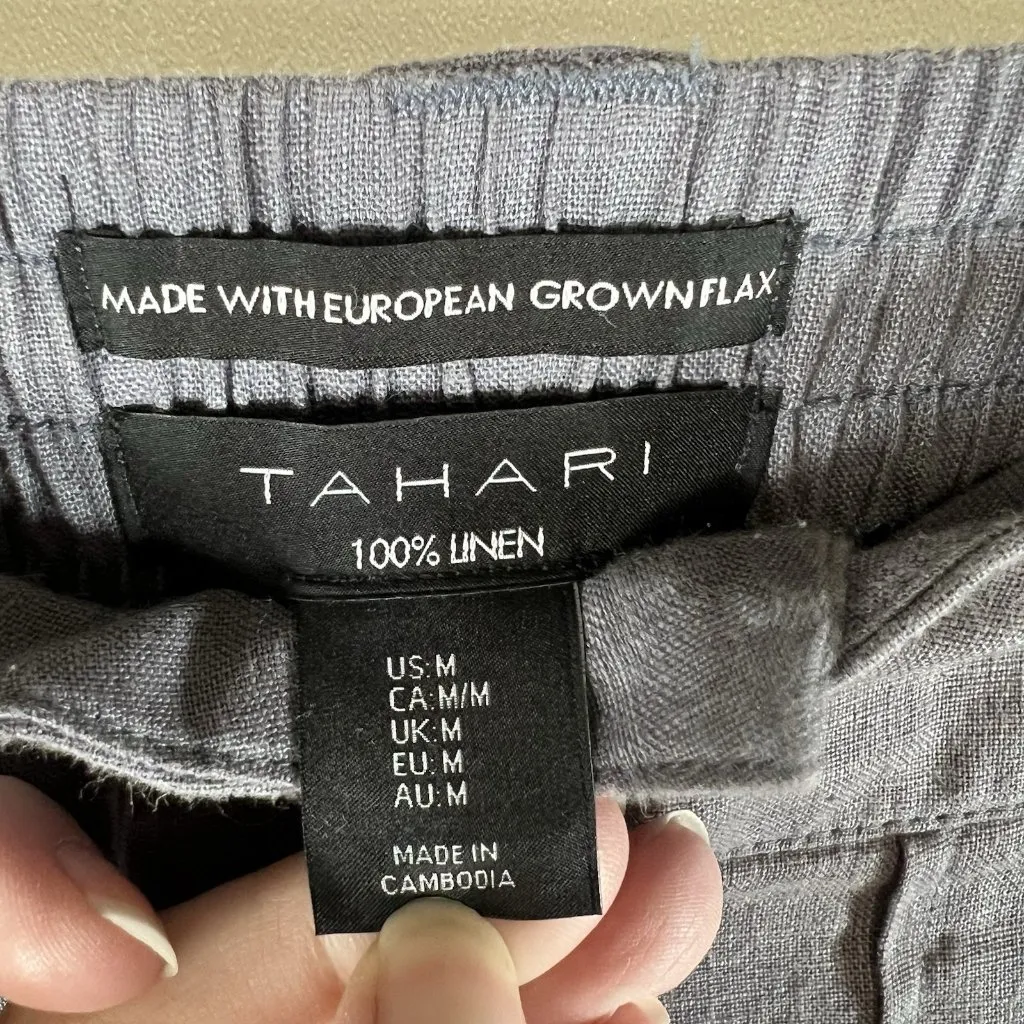 MADE WITH EUROPEAN GROWN FLAX
TAHARI
100% LINEN
US: M
CA: M/M
UK: M
EU: M
AU: M
MADE IN
CAMBODIA